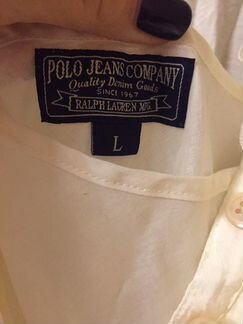 POLO JEANS COMPANY
Quality Denim Goods
SINCE 1967
RALPH LAUREN MFG.
L